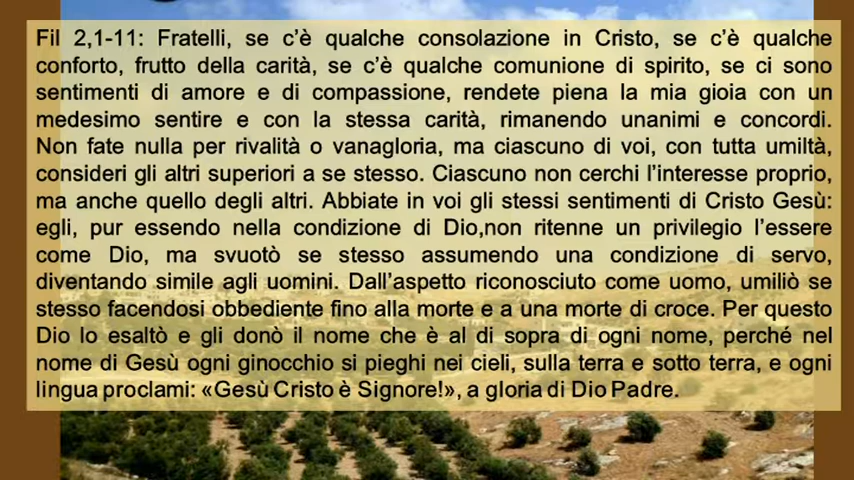 Fil 2,1-11: Fratelli, se c’è qualche consolazione in Cristo, se c’è qualche
conforto, frutto della carità, se c’è qualche comunione di spirito, se ci sono
sentimenti di amore e di compassione, rendete piena la mia gioia con un
medesimo sentire e con la stessa carità, rimanendo unanimi e concordi.
Non fate nulla per rivalità o vanagloria, ma ciascuno di voi, con tutta umiltà,
consideri gli altri superiori a se stesso. Ciascuno non cerchi l’interesse proprio,
ma anche quello degli altri. Abbiate in voi gli stessi sentimenti di Cristo Gesù:
egli, pur essendo nella condizione di Dio,non ritenne un privilegio l’essere
come Dio, ma svuotò se stesso assumendo una condizione di servo,
diventando simile agli uomini. Dall’aspetto riconosciuto come uomo, umiliò se
stesso facendosi obbediente fino alla morte e a una morte di croce. Per questo
Dio lo esaltò e gli donò il nome che è al di sopra di ogni nome, perché nel
nome di Gesù ogni ginocchio si pieghi nei cieli, sulla terra e sotto terra, e ogni
lingua proclami: «Gesù Cristo è Signore!», a gloria di Dio Padre.